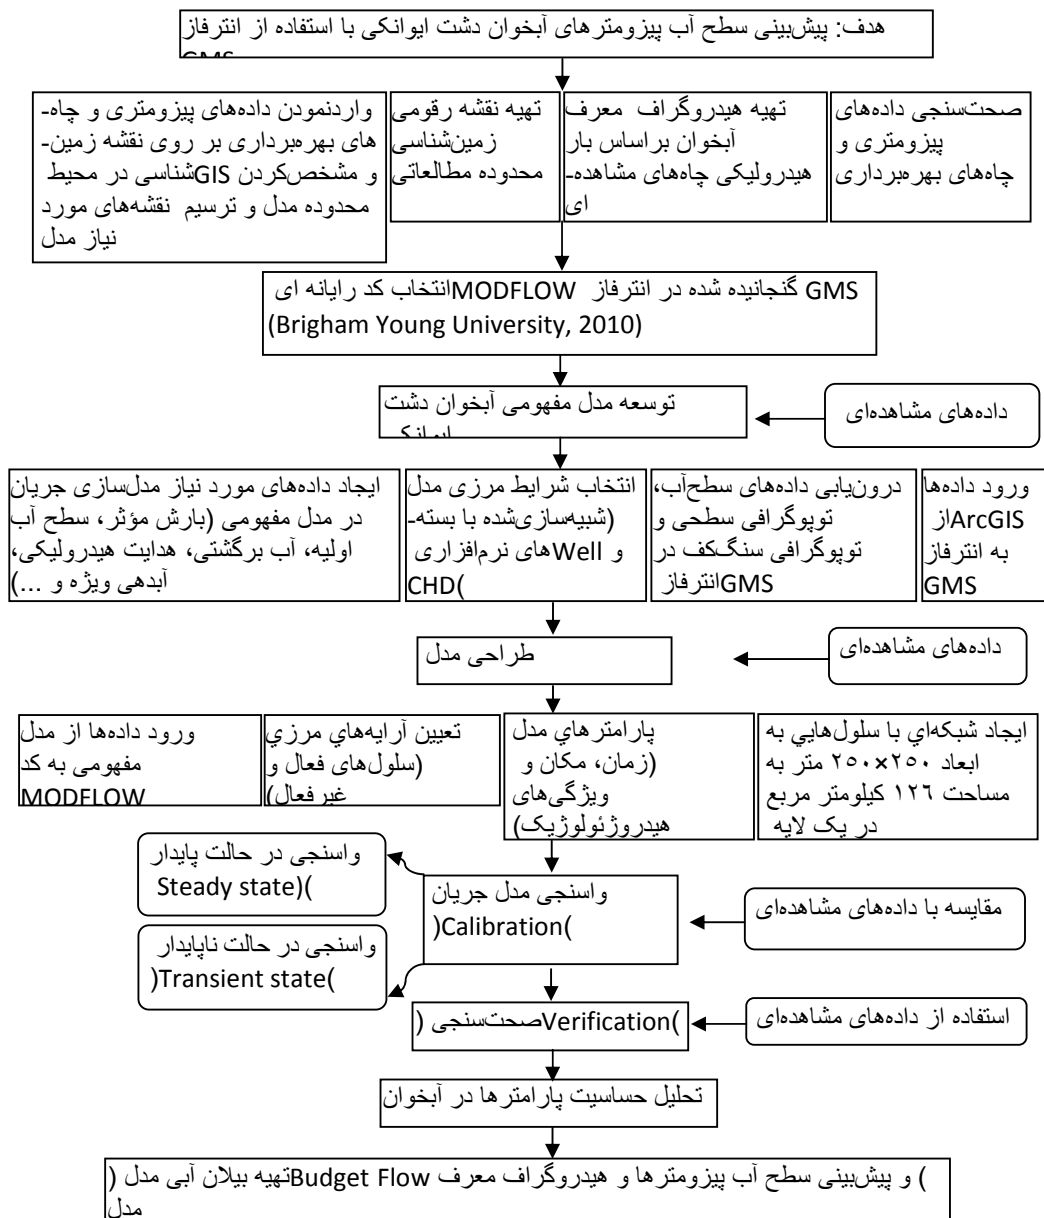 هدف: پیش‌بینی سطح آب پیزومترهای آبخوان دشت ایوانکی با استفاده از انترفاز
GMS
صحت‌سنجی داده‌های
پیزومتری و
چاه‌های بهره‌برداری
تهیه هیدروگراف معرف
آبخوان براساس بار
هیدرولیکی چاه‌های مشاهده-
ای
تهیه نقشه رقومی
زمین‌شناسی
محدوده مطالعاتی
واردنمودن داده‌های پیزومتری و چاه-
های بهره‌برداری بر روی نقشه زمین-
شناسی در محیط GIS و مشخص‌کردن
محدوده مدل و ترسیم نقشه‌های مورد
نیاز مدل
انتخاب کد رایانه ای MODFLOW گنجانیده شده در انترفاز GMS
(Brigham Young University, 2010)
توسعه مدل مفهومی آبخوان دشت
ایوانکی
داده‌های مشاهده‌ای
ورود داده‌ها
از ArcGIS
به انترفاز
GMS
درون‌یابی داده‌های سطح‌آب،
توپوگرافی سطحی و
توپوگرافی سنگ‌کف در
انترفاز GMS
انتخاب شرایط مرزی مدل
(شبیه‌سازی‌شده با بسته-
های نرم‌افزاری Well و
CHD(
ایجاد داده‌های مورد نیاز مدل‌سازی جریان
در مدل مفهومی (بارش مؤثر، سطح آب
اولیه، آب برگشتی، هدایت هیدرولیکی،
آبدهی ویژه و ...)
طراحی مدل
داده‌های مشاهده‌ای
ایجاد شبکه‌اي با سلول‌هايي به
ابعاد ۲۵۰×۲۵۰ متر به
مساحت ۱۲٦ کیلومتر مربع
در یک لایه
پارامترهاي مدل
(زمان، مکان و
ویژگی‌های
هیدروژئولوژیک)
تعیین آرایه‌هاي مرزي
(سلول‌های فعال و
غیرفعال)
ورود داده‌ها از مدل
مفهومی به کد
MODFLOW
واسنجی در حالت پایدار
Steady state)(
واسنجی مدل جریان
)Calibration(
مقایسه با داده‌های مشاهده‌ای
واسنجی در حالت ناپایدار
)Transient state(
صحت‌سنجی )Verification(
استفاده از داده‌های مشاهده‌ای
تحلیل حساسیت پارامترها در آبخوان
تهیه بیلان آبی مدل (Budget Flow) و پیش‌بینی سطح آب پیزومترها و هیدروگراف معرف
مدل